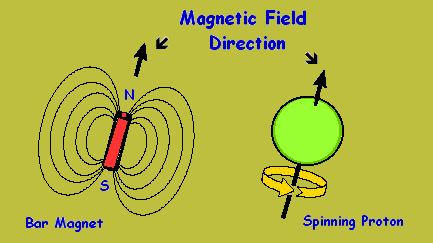 Magnetic Field
Direction
N
S
Bar Magnet
Spinning Proton